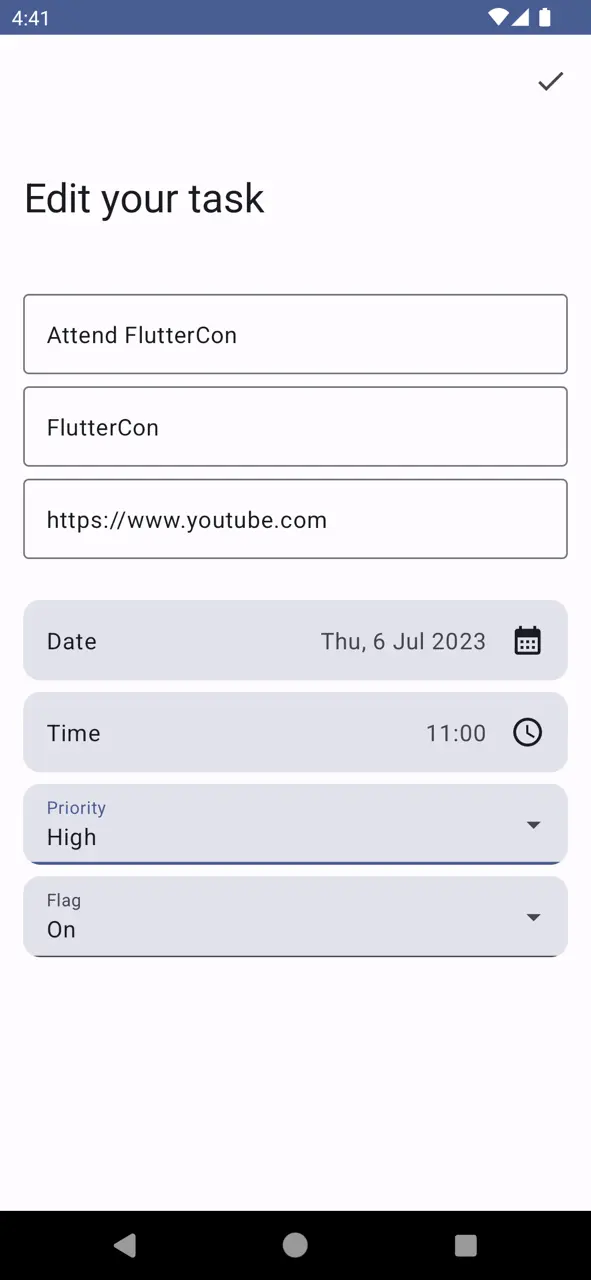 4:41
Edit your task
Attend FlutterCon
FlutterCon
https://www.youtube.com
Date Thu, 6 Jul 2023
Time 11:00
Priority
High
Flag
On